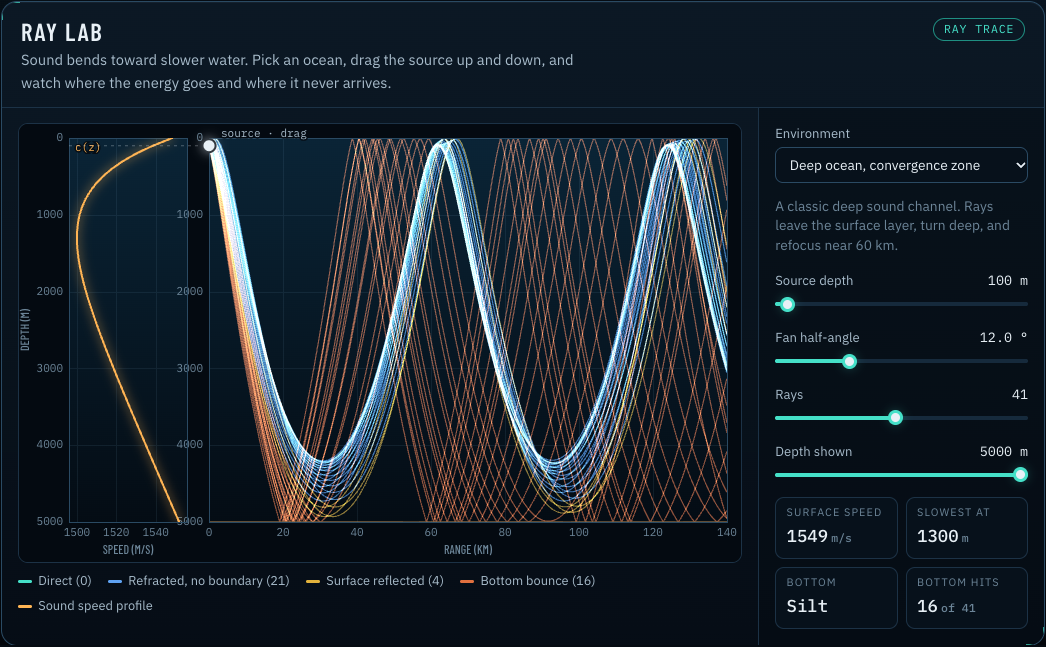 RAY LAB
RAY TRACE
Sound bends toward slower water. Pick an ocean, drag the source up and down, and
watch where the energy goes and where it never arrives.
source · drag
c(z)
0
1000
2000
3000
4000
5000
DEPTH (M)
1500 1520 1540
SPEED (M/S)
0
1000
2000
3000
4000
5000
0 20 40 60 80 100 120 140
RANGE (KM)
Direct (0) Refracted, no boundary (21) Surface reflected (4) Bottom bounce (16)
Sound speed profile
Environment
Deep ocean, convergence zone
A classic deep sound channel. Rays
leave the surface layer, turn deep, and
refocus near 60 km.
Source depth 100 m
Fan half-angle 12.0 °
Rays 41
Depth shown 5000 m
SURFACE SPEED
1549 m/s
SLOWEST AT
1300 m
BOTTOM
Silt
BOTTOM HITS
16 of 41